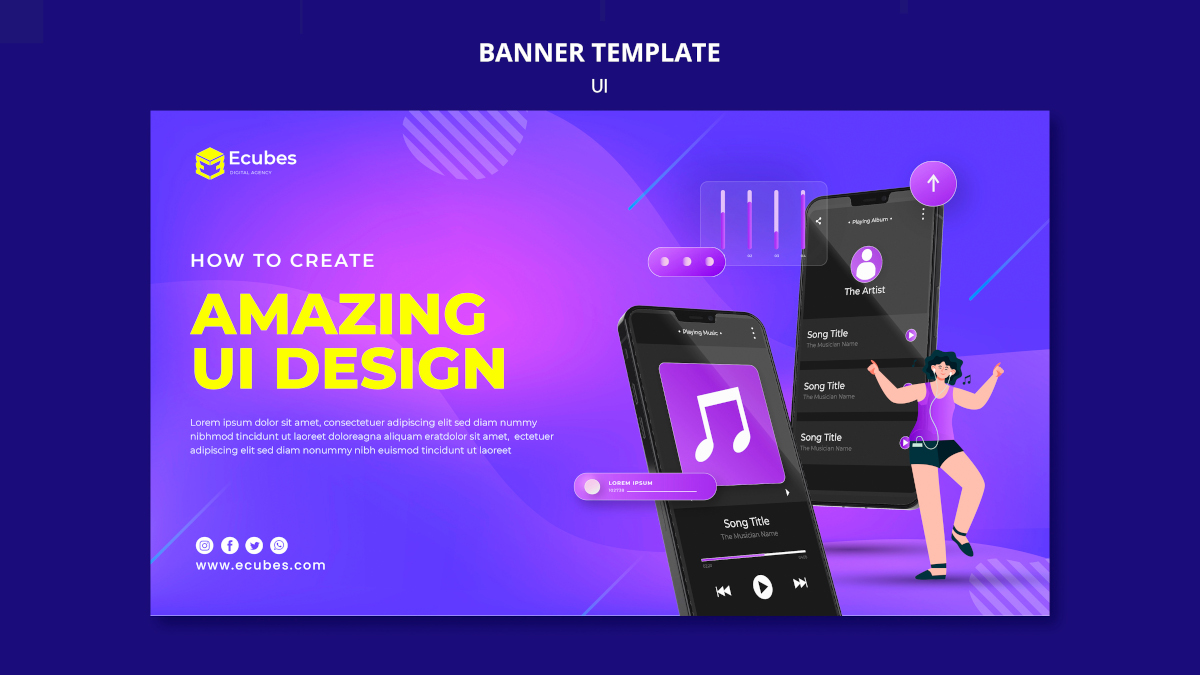 BANNER TEMPLATE
UI
Ecubes
DIGITAL AGENCY
HOW TO CREATE
AMAZING
UI DESIGN
Lorem ipsum dolor sit amet, consectetuer adipiscing elit sed diam nummy
nibhmod tincidunt ut laoreet doloreagna aliquam eratdolor sit amet, ectetuer
adipiscing elit sed diam nonummy nibh euismod tincidunt ut laoreet
www.ecubes.com
• Playing Album •
The Artist
Song Title
The Musician Name
Song Title
The Musician Name
Song Title
The Musician Name
• Playing Music •
LOREM IPSUM
Song Title
The Musician Name